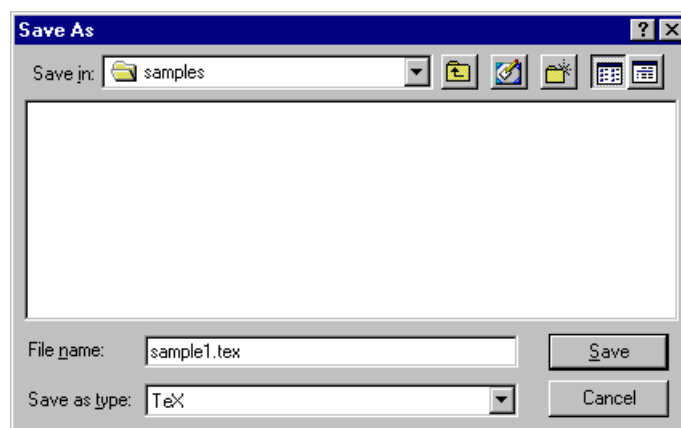 Save As
Save in: samples
File name: sample1.tex Save
Save as type: TeX Cancel